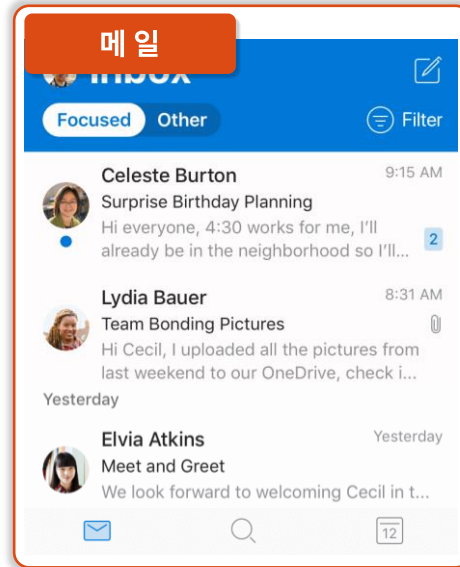 메 일
Inbox
Focused Other
Filter
Celeste Burton 9:15 AM
Surprise Birthday Planning
Hi everyone, 4:30 works for me, I'll
already be in the neighborhood so I'll... 2
Lydia Bauer 8:31 AM
Team Bonding Pictures
Hi Cecil, I uploaded all the pictures from
last weekend to our OneDrive, check i...
Yesterday
Elvia Atkins Yesterday
Meet and Greet
We look forward to welcoming Cecil in t...
12